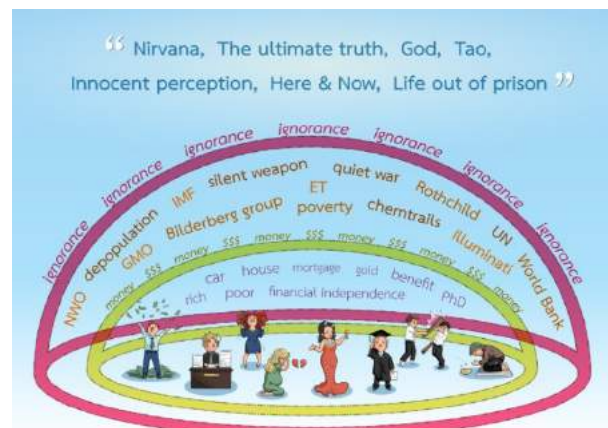 “ Nirvana, The ultimate truth, God, Tao,
Innocent perception, Here & Now, Life out of prison ”
ignorance ignorance ignorance ignorance ignorance ignorance ignorance
NWO depopulation IMF silent weapon quiet war Rothchild UN World Bank
GMO Bilderberg group ET poverty chemtrails illuminati
money $$$ money $$$ money $$$ money $$$ money $$$ money
car house mortgage gold benefit PhD
rich poor financial independence